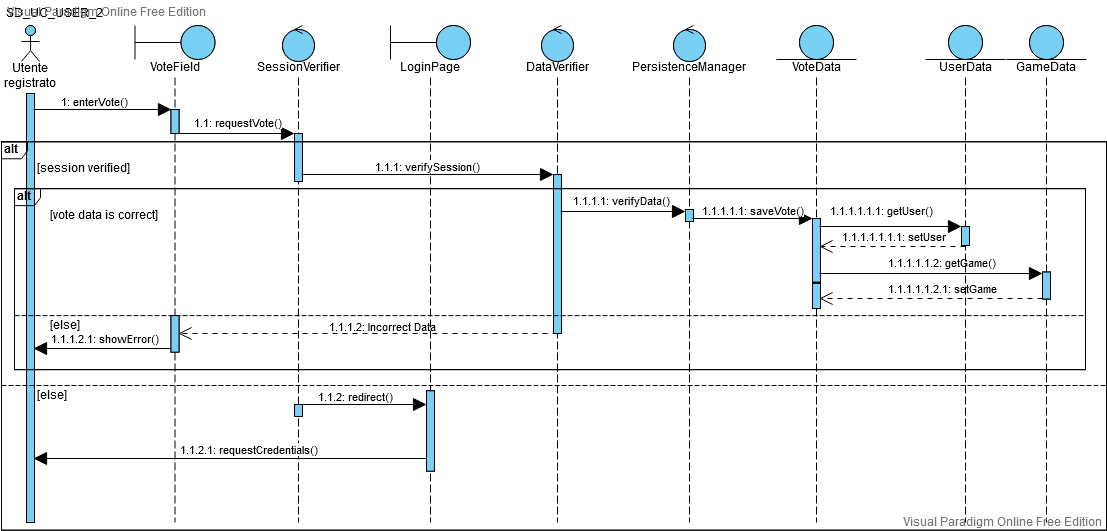 SD_UC_USER_2
Visual Paradigm Online Free Edition
Utente
registrato
VoteField
SessionVerifier
LoginPage
DataVerifier
PersistenceManager
VoteData
UserData
GameData
1: enterVote()
1.1: requestVote()
alt
[session verified]
1.1.1: verifySession()
alt
[vote data is correct]
1.1.1.1: verifyData()
1.1.1.1.1: saveVote()
1.1.1.1.1.1: getUser()
1.1.1.1.1.1.1: setUser
1.1.1.1.1.2: getGame()
1.1.1.1.1.2.1: setGame
[else]
1.1.1.2: Incorrect Data
1.1.1.2.1: showError()
[else]
1.1.2: redirect()
1.1.2.1: requestCredentials()
Visual Paradigm Online Free Edition